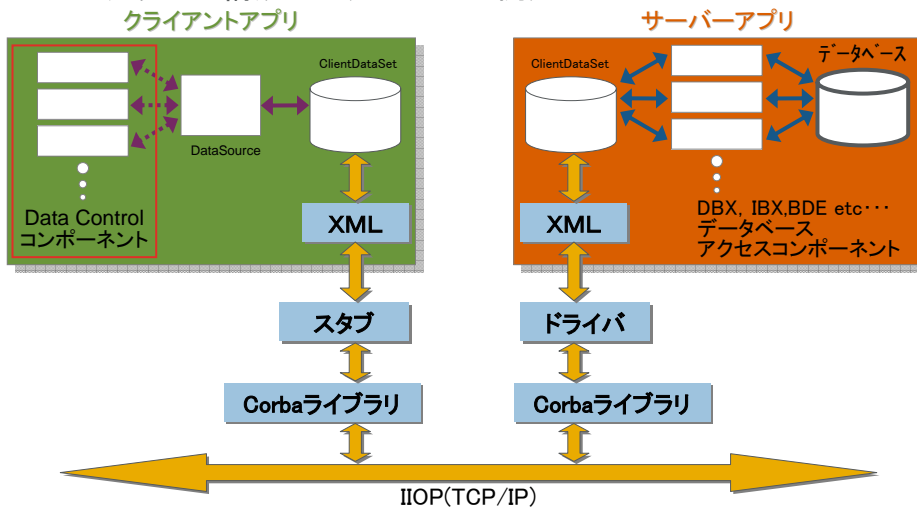 クライアントアプリ
ClientDataSet
DataSource
Data Control
コンポーネント
XML
スタブ
Corbaライブラリ
サーバーアプリ
ClientDataSet
データベース
DBX, IBX,BDE etc・・・
データベース
アクセスコンポーネント
XML
ドライバ
Corbaライブラリ
IIOP(TCP/IP)